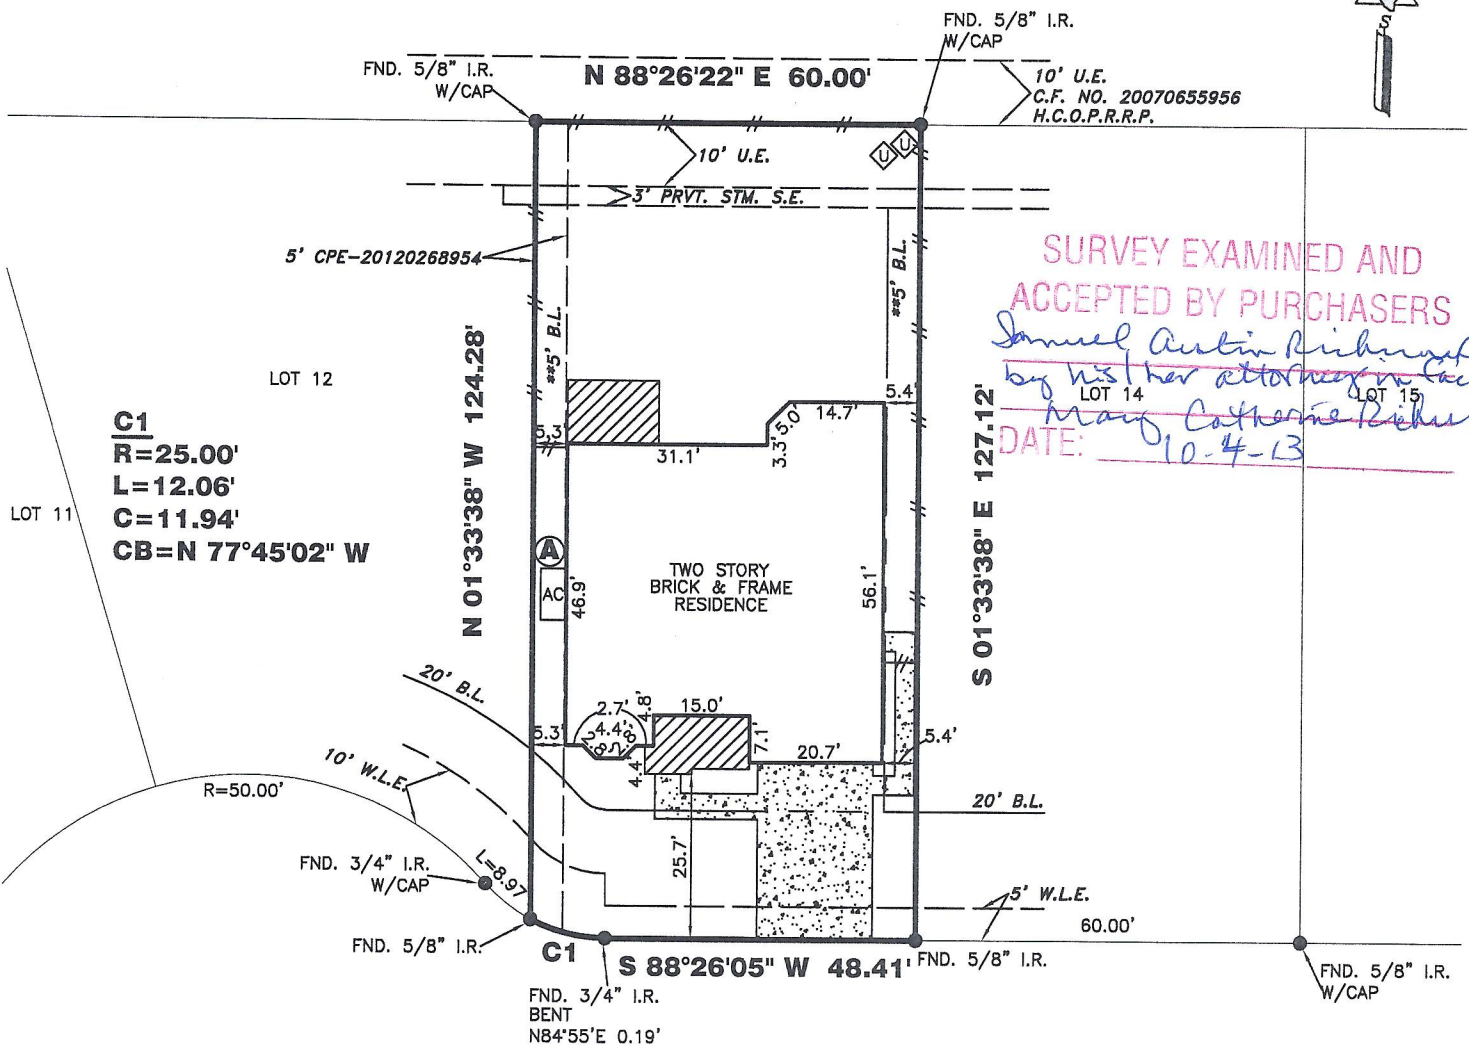 S
FND. 5/8" I.R.
W/CAP
FND. 5/8" I.R.
W/CAP
N 88°26'22" E 60.00'
10' U.E.
C.F. NO. 20070655956
H.C.O.P.R.R.P.
10' U.E.
U
U
3' PRVT. STM. S.E.
5' CPE-20120268954
**5' B.L.
**5' B.L.
SURVEY EXAMINED AND
ACCEPTED BY PURCHASERS
Samuel Austin
by his/her attorney in
Mary Catherine
DATE: 10-4-13
LOT 12
LOT 14
LOT 15
LOT 11
C1
R=25.00'
L=12.06'
C=11.94'
CB=N 77°45'02" W
N 01°33'38" W 124.28'
S 01°33'38" E 127.12'
5.3'
31.1'
3.3'
5.0'
14.7'
5.4'
A
AC
46.9'
TWO STORY
BRICK & FRAME
RESIDENCE
56.1'
20' B.L.
2.7'
4.4'
4.8'
15.0'
7.1'
20.7'
5.3'
4.4'
5.4'
10' W.L.E.
R=50.00'
20' B.L.
25.7'
FND. 3/4" I.R.
W/CAP
L=8.97
5' W.L.E.
60.00'
FND. 5/8" I.R.
C1
S 88°26'05" W 48.41'
FND. 5/8" I.R.
FND. 5/8" I.R.
W/CAP
FND. 3/4" I.R.
BENT
N84°55'E 0.19'